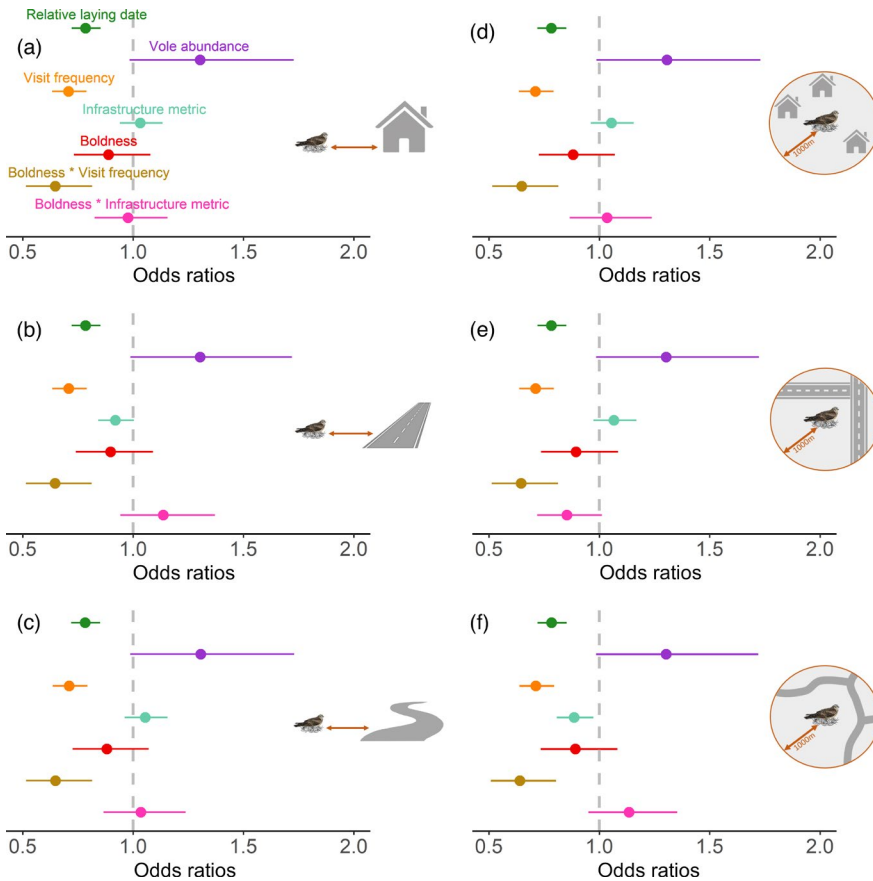 (a)
Relative laying date
Vole abundance
Visit frequency
Infrastructure metric
Boldness
Boldness * Visit frequency
Boldness * Infrastructure metric
0.5 1.0 1.5 2.0
Odds ratios
(d)
1000m
0.5 1.0 1.5 2.0
Odds ratios
(b)
0.5 1.0 1.5 2.0
Odds ratios
(e)
1000m
0.5 1.0 1.5 2.0
Odds ratios
(c)
0.5 1.0 1.5 2.0
Odds ratios
(f)
1000m
0.5 1.0 1.5 2.0
Odds ratios